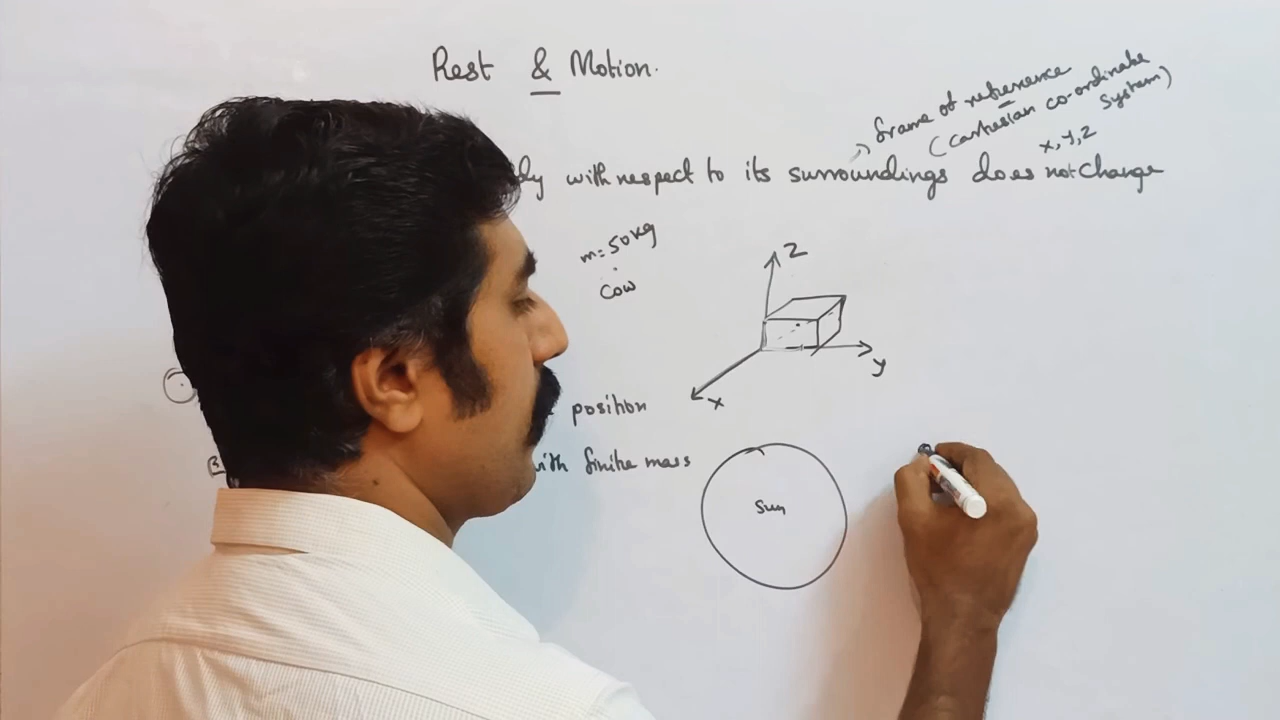 Rest & Motion.
frame of reference
(cartesian co-ordinate
system)
x, y, z
with respect to its surroundings does not change
m = 50kg
Cow
Z
y
x
position
with finite mass
Sun